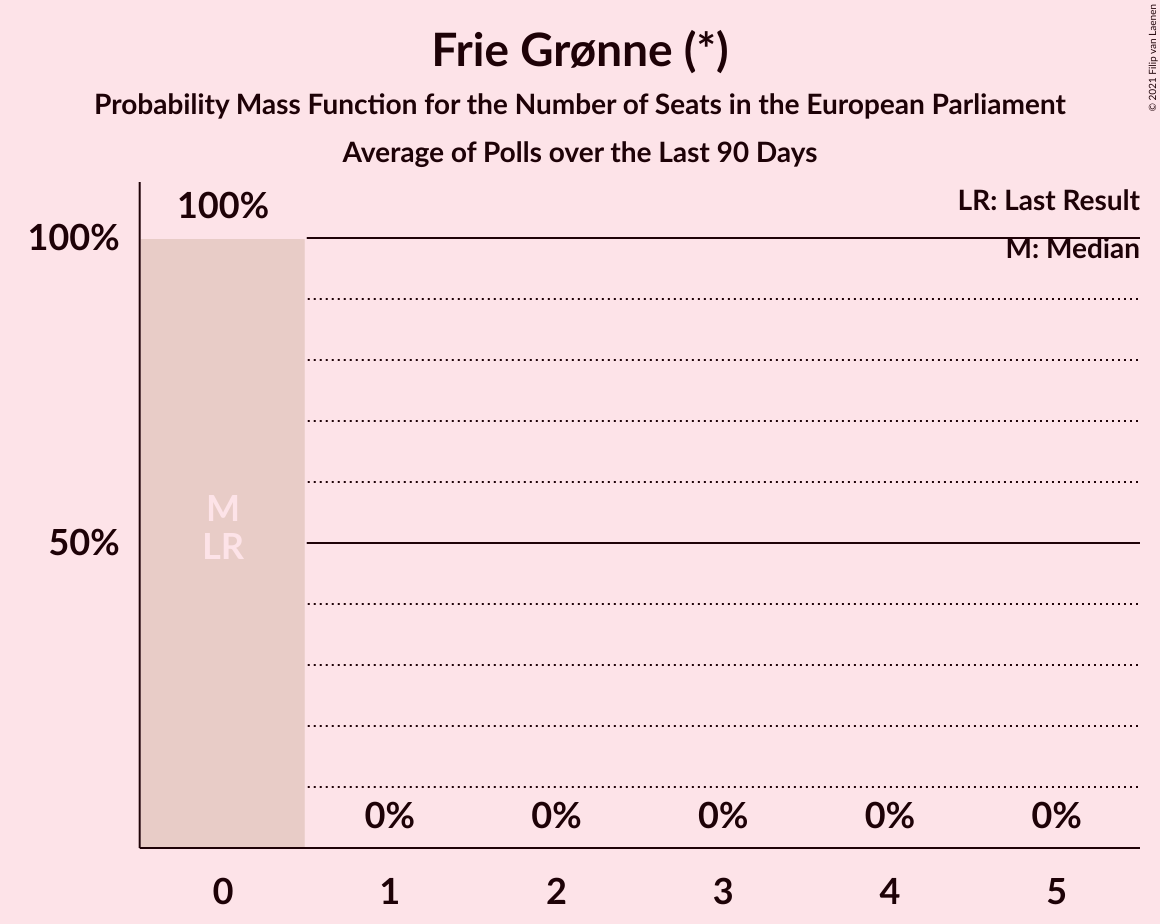 Frie Grønne (*)
Probability Mass Function for the Number of Seats in the European Parliament
Average of Polls over the Last 90 Days
© 2021 Filip van Laenen
LR: Last Result
M: Median
100%
100%
50%
M
LR
0% 0% 0% 0% 0%
0 1 2 3 4 5